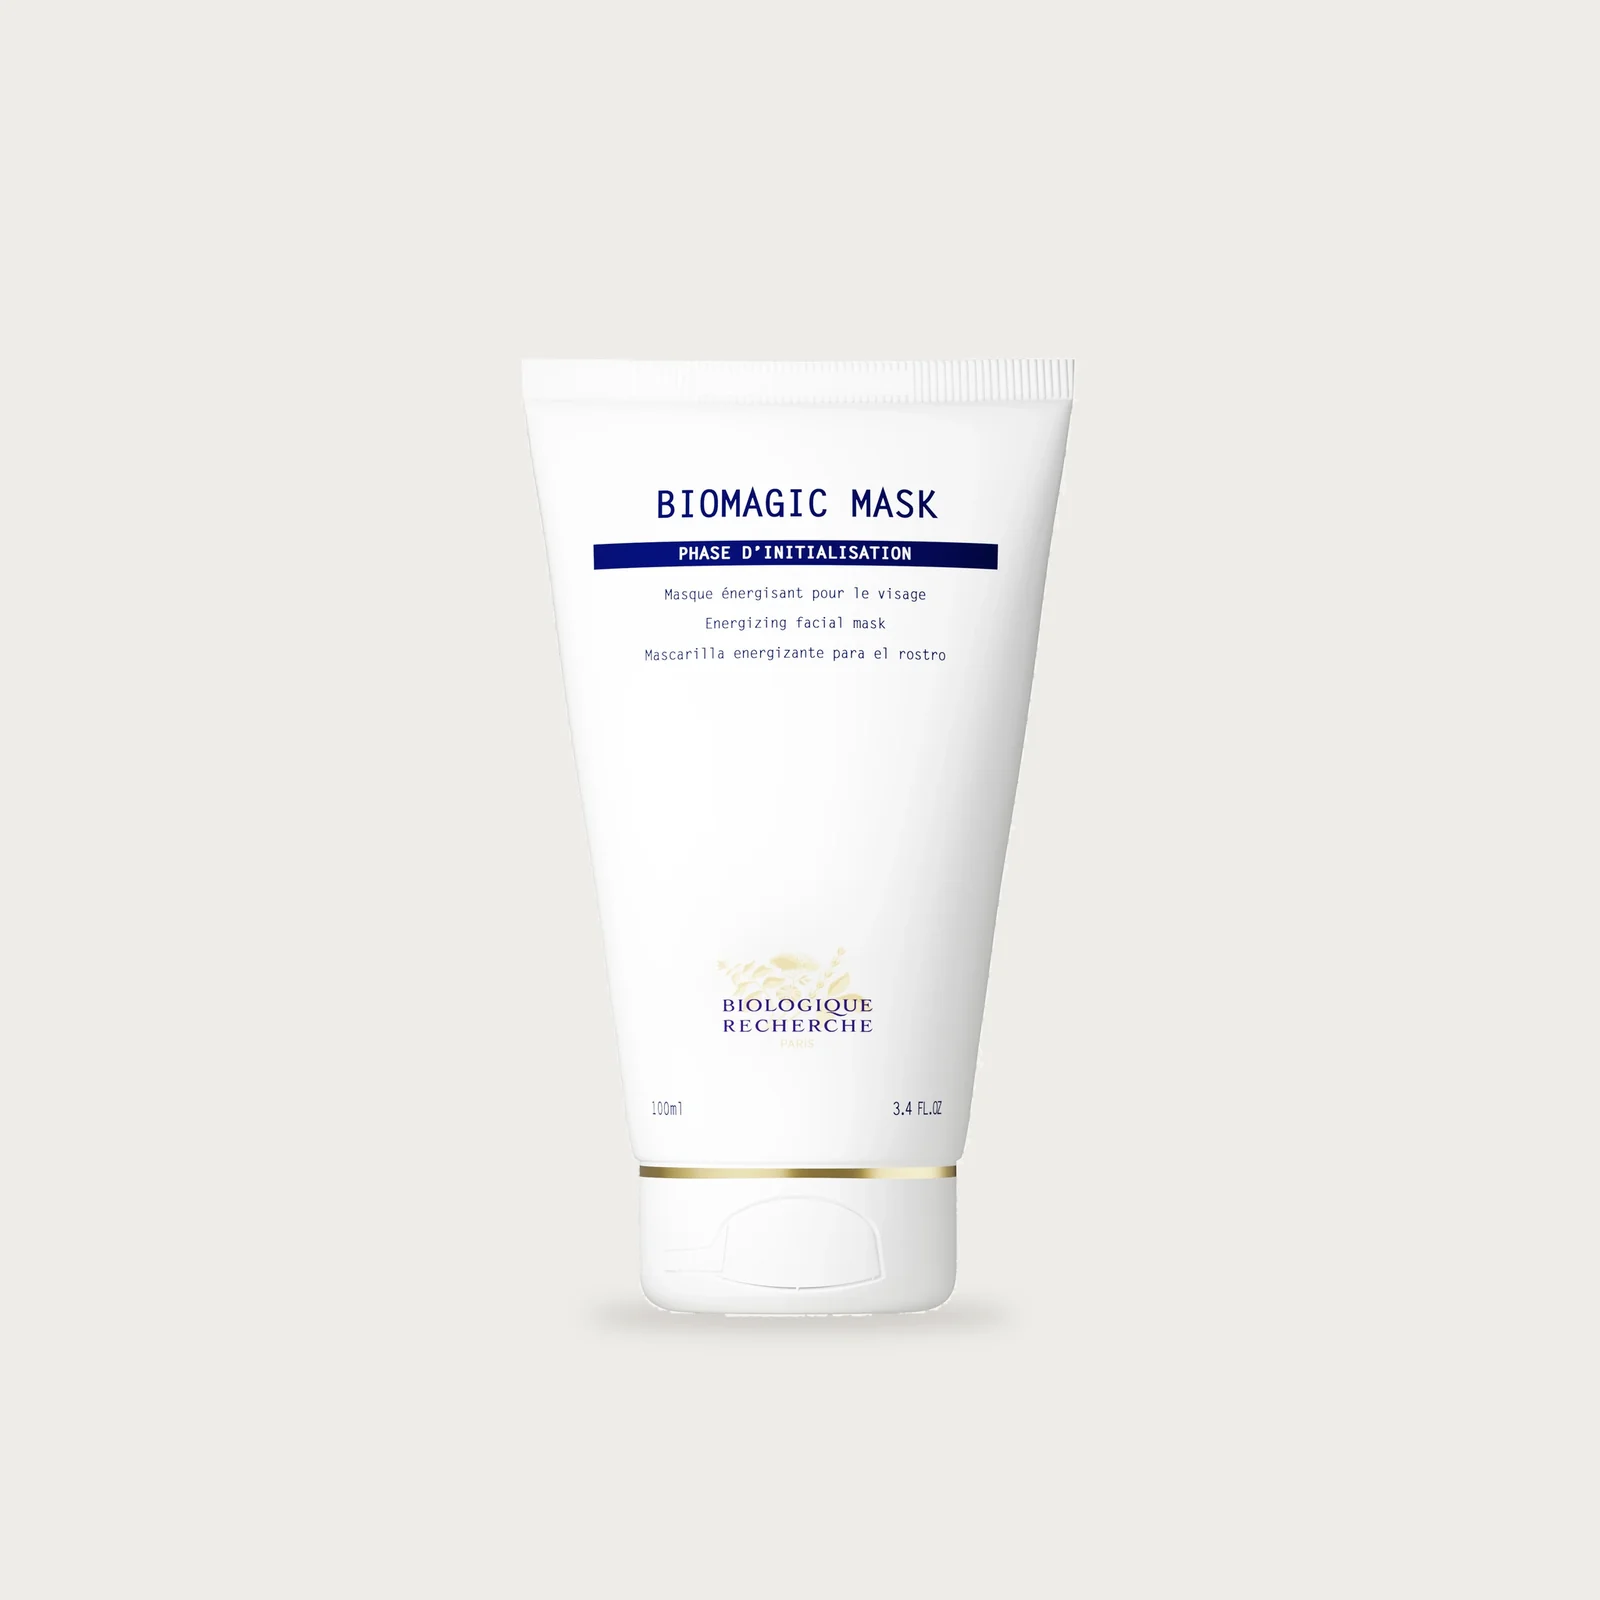 BIOMAGIC MASK
PHASE D'INITIALISATION
Masque énergisant pour le visage
Energizing facial mask
Mascarilla energizante para el rostro
BIOLOGIQUE
RECHERCHE
PARIS
100ml 3.4 FL.OZ